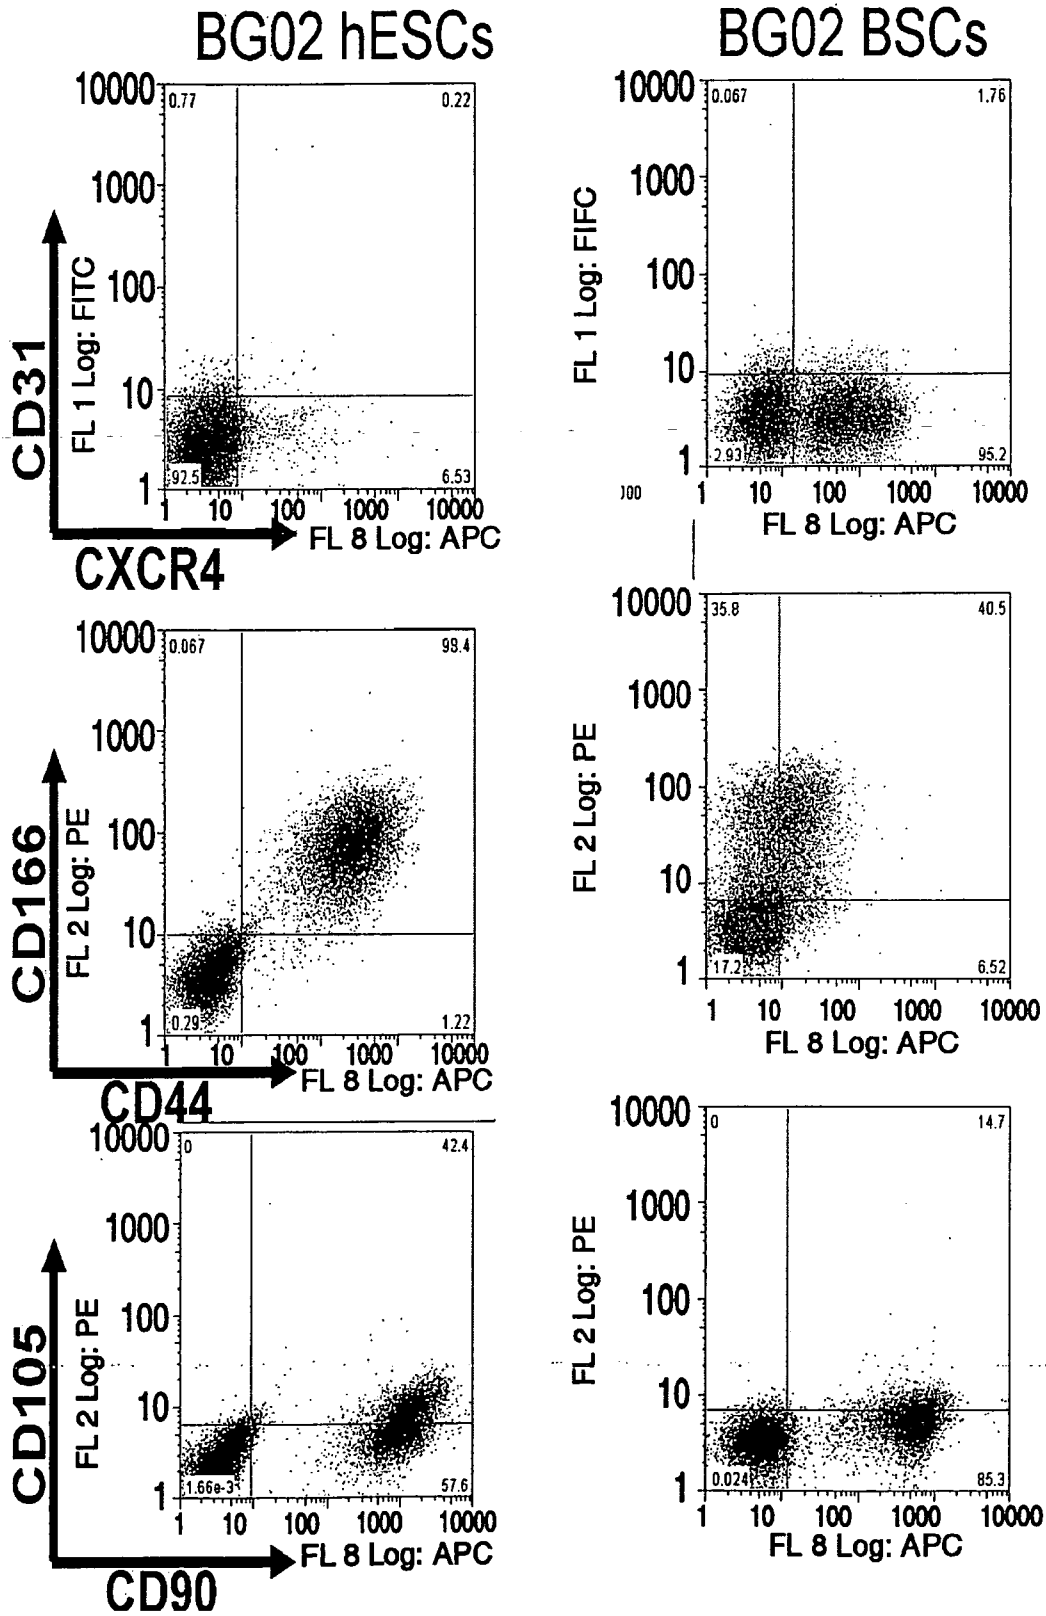 BG02 hESCs
BG02 BSCs
10000
1000
100
10
1
0.77
0.22
92.5
6.53
FL 1 Log: FITC
CD31
1 10 100 1000 10000
FL 8 Log: APC
CXCR4
10000
1000
100
10
1
0.067
1.76
2.93
95.2
FL 1 Log: FIFC
1 10 100 1000 10000
FL 8 Log: APC
10000
1000
100
10
1
0.067
99.4
0.29
1.22
FL 2 Log: PE
CD166
1 10 100 1000 10000
FL 8 Log: APC
CD44
10000
1000
100
10
1
35.8
40.5
17.2
6.52
FL 2 Log: PE
1 10 100 1000 10000
FL 8 Log: APC
10000
1000
100
10
1
0
42.4
1.66e-3
57.6
FL 2 Log: PE
CD105
1 10 100 1000 10000
FL 8 Log: APC
CD90
10000
1000
100
10
1
0
14.7
0.024
85.3
FL 2 Log: PE
1 10 100 1000 10000
FL 8 Log: APC